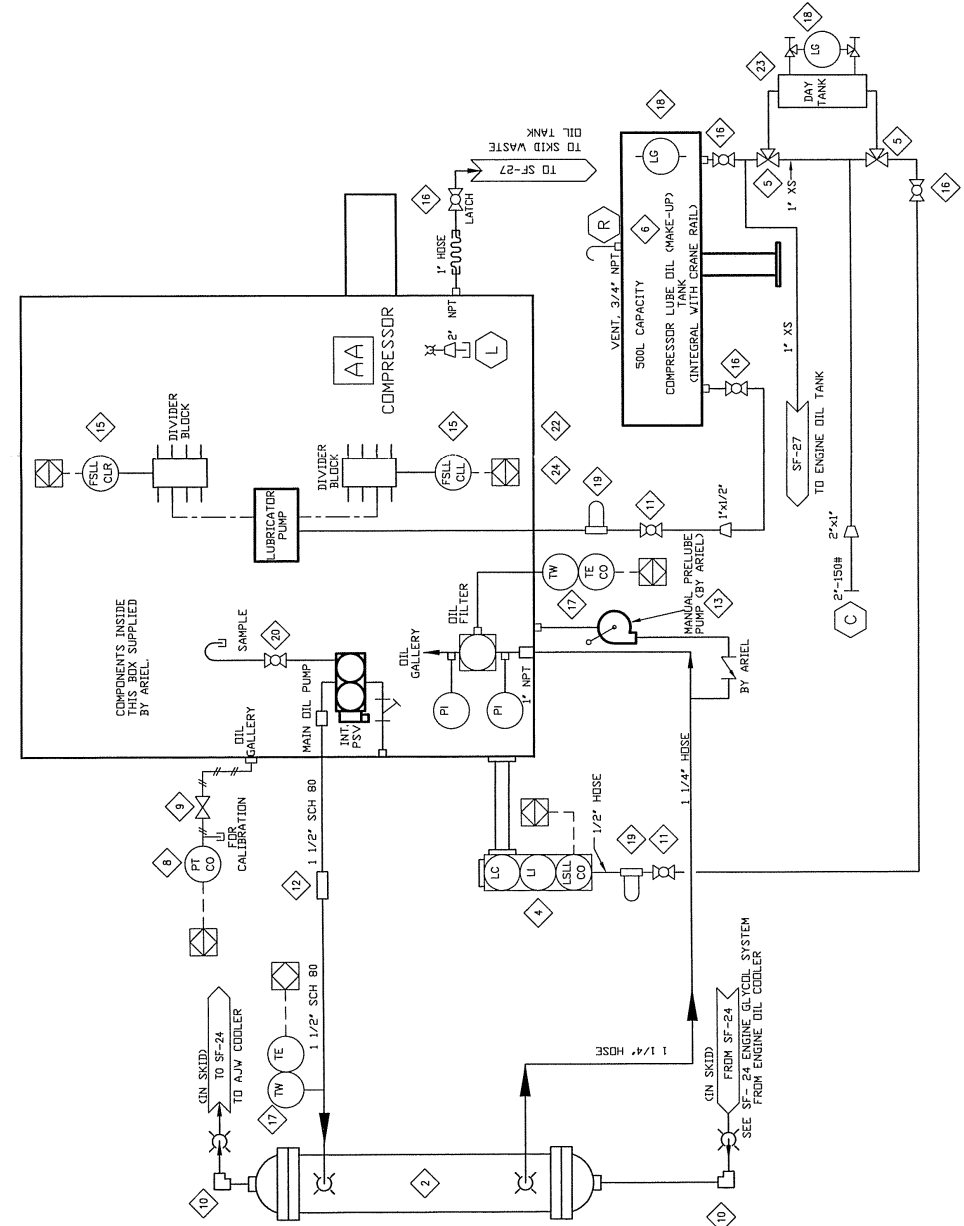 18
LG
23
DAY
TANK
5
16
18
LG
16
5
1" XS
TO SKID WASTE
OIL TANK
TO SF-27
16
LATCH
1" HOSE
NPT
2"
L
R
VENT, 3/4" NPT
6
500L CAPACITY
COMPRESSOR LUBE OIL (MAKE-UP)
TANK
(INTEGRAL WITH CRANE RAIL)
16
1" XS
SF-27
TO ENGINE OIL TANK
2"x1"
2"-150#
C
AA
COMPRESSOR
15
FSLL
CLR
DIVIDER
BLOCK
DIVIDER
BLOCK
15
FSLL
CLL
22
24
LUBRICATOR
PUMP
19
11
1"x1/2"
COMPONENTS INSIDE
THIS BOX SUPPLIED
BY ARIEL.
SAMPLE
20
MAIN OIL PUMP
INT.
PSV
OIL
GALLERY
OIL
FILTER
PI
PI
1" NPT
TW
TE
CO
17
MANUAL PRELUBE
PUMP (BY ARIEL)
13
BY ARIEL
OIL
GALLERY
9
8
PT
CO
FOR
CALIBRATION
1 1/2" SCH 80
12
1 1/2" SCH 80
TE
TW
17
LC
LI
LSLL
CO
4
1/2" HOSE
19
11
1 1/4" HOSE
1 1/4" HOSE
(IN SKID)
TO SF-24
TO AJW COOLER
10
2
(IN SKID)
FROM SF-24
SEE SF- 24 ENGINE GLYCOL SYSTEM
FROM ENGINE OIL COOLER
10